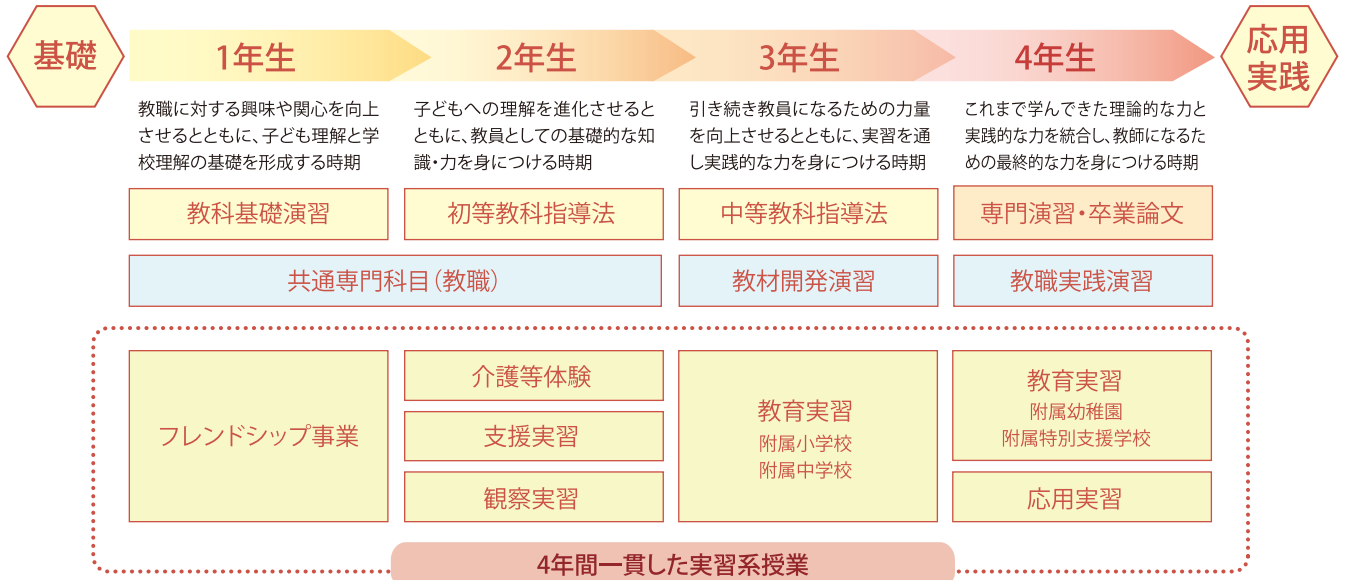 基礎
1年生
2年生
3年生
4年生
応用
実践
教職に対する興味や関心を向上
させるとともに、子ども理解と学
校理解の基礎を形成する時期
子どもへの理解を進化させると
ともに、教員としての基礎的な知
識・力を身につける時期
引き続き教員になるための力量
を向上させるとともに、実習を通
し実践的な力を身につける時期
これまで学んできた理論的な力と
実践的な力を統合し、教師になるた
めの最終的な力を身につける時期
教科基礎演習
初等教科指導法
中等教科指導法
専門演習・卒業論文
共通専門科目（教職）
教材開発演習
教職実践演習
フレンドシップ事業
介護等体験
支援実習
観察実習
教育実習
附属小学校
附属中学校
教育実習
附属幼稚園
附属特別支援学校
応用実習
4年間一貫した実習系授業